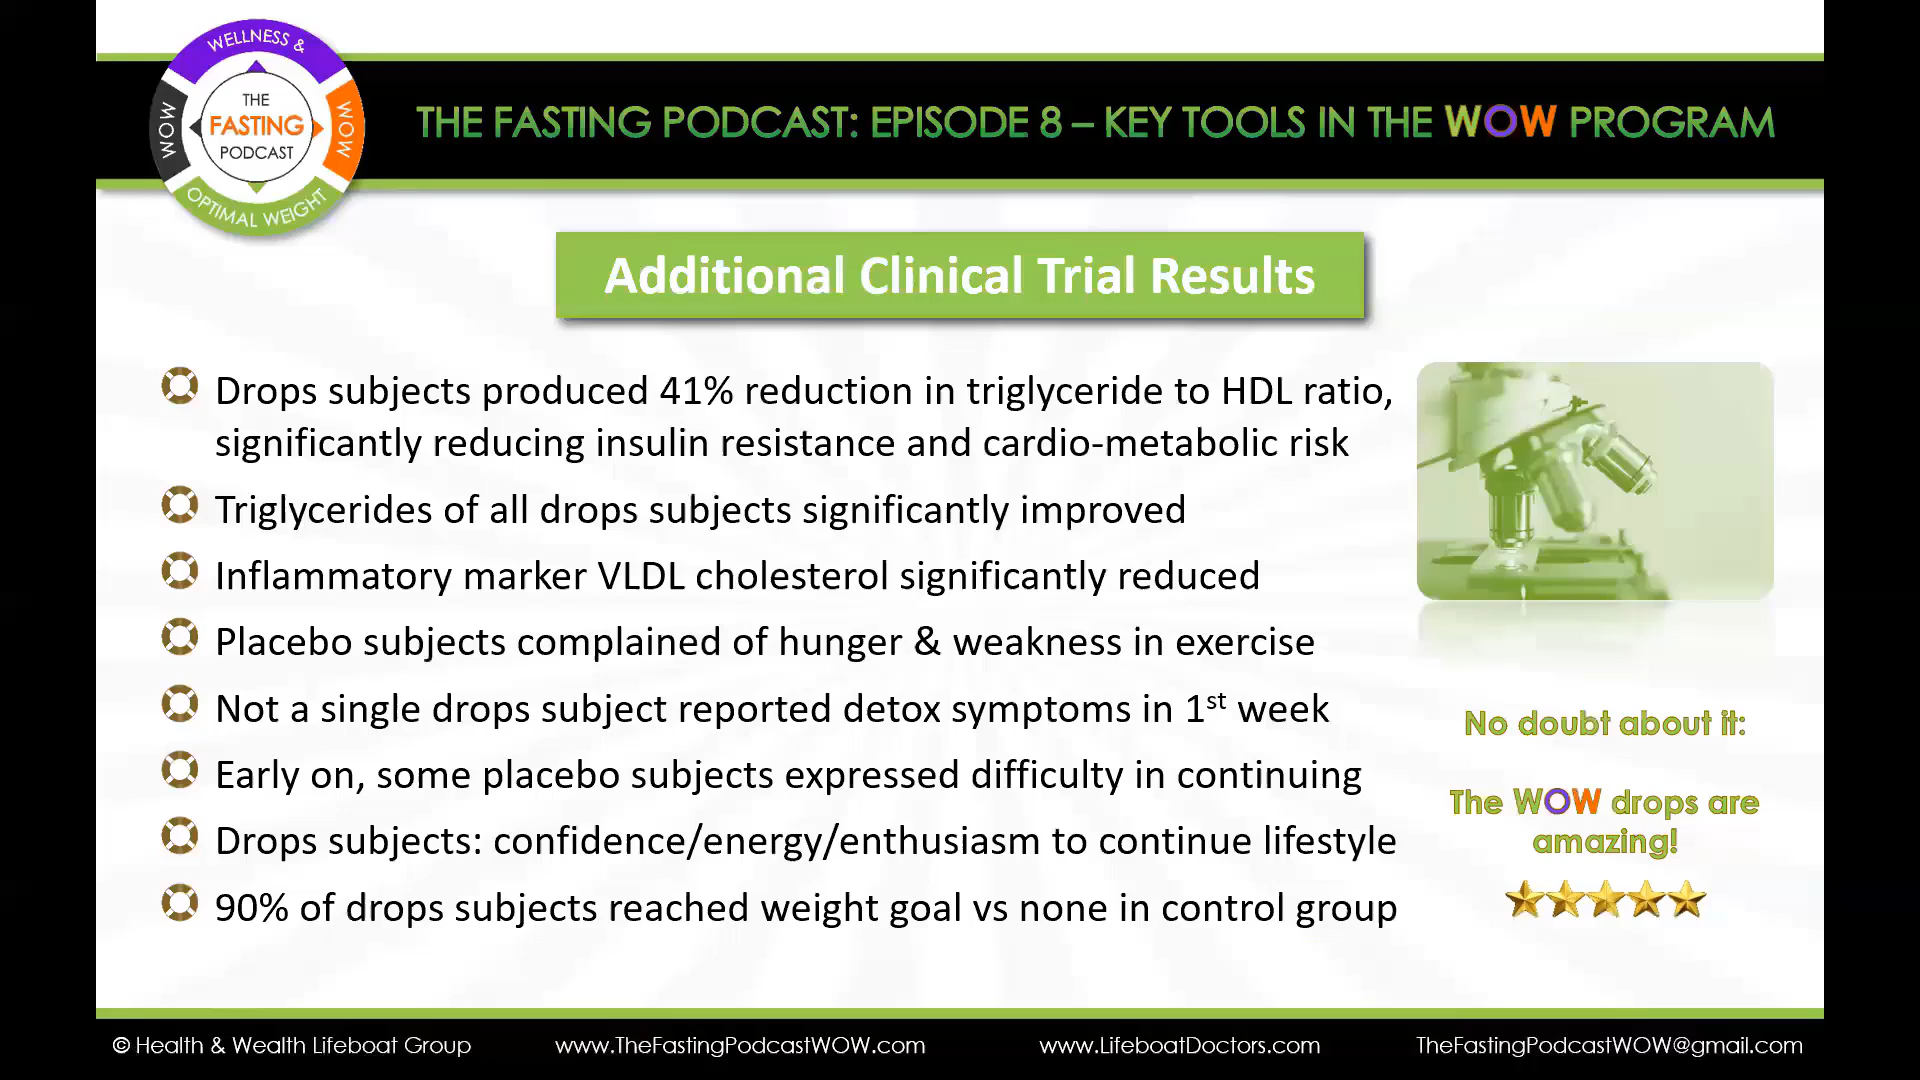 WELLNESS &
WOW
THE
FASTING
PODCAST
WOW
OPTIMAL WEIGHT
THE FASTING PODCAST: EPISODE 8 – KEY TOOLS IN THE WOW PROGRAM
Additional Clinical Trial Results
Drops subjects produced 41% reduction in triglyceride to HDL ratio,
significantly reducing insulin resistance and cardio-metabolic risk
Triglycerides of all drops subjects significantly improved
Inflammatory marker VLDL cholesterol significantly reduced
Placebo subjects complained of hunger & weakness in exercise
Not a single drops subject reported detox symptoms in 1st week
Early on, some placebo subjects expressed difficulty in continuing
Drops subjects: confidence/energy/enthusiasm to continue lifestyle
90% of drops subjects reached weight goal vs none in control group
No doubt about it:
The WOW drops are
amazing!
© Health & Wealth Lifeboat Group www.TheFastingPodcastWOW.com www.LifeboatDoctors.com TheFastingPodcastWOW@gmail.com